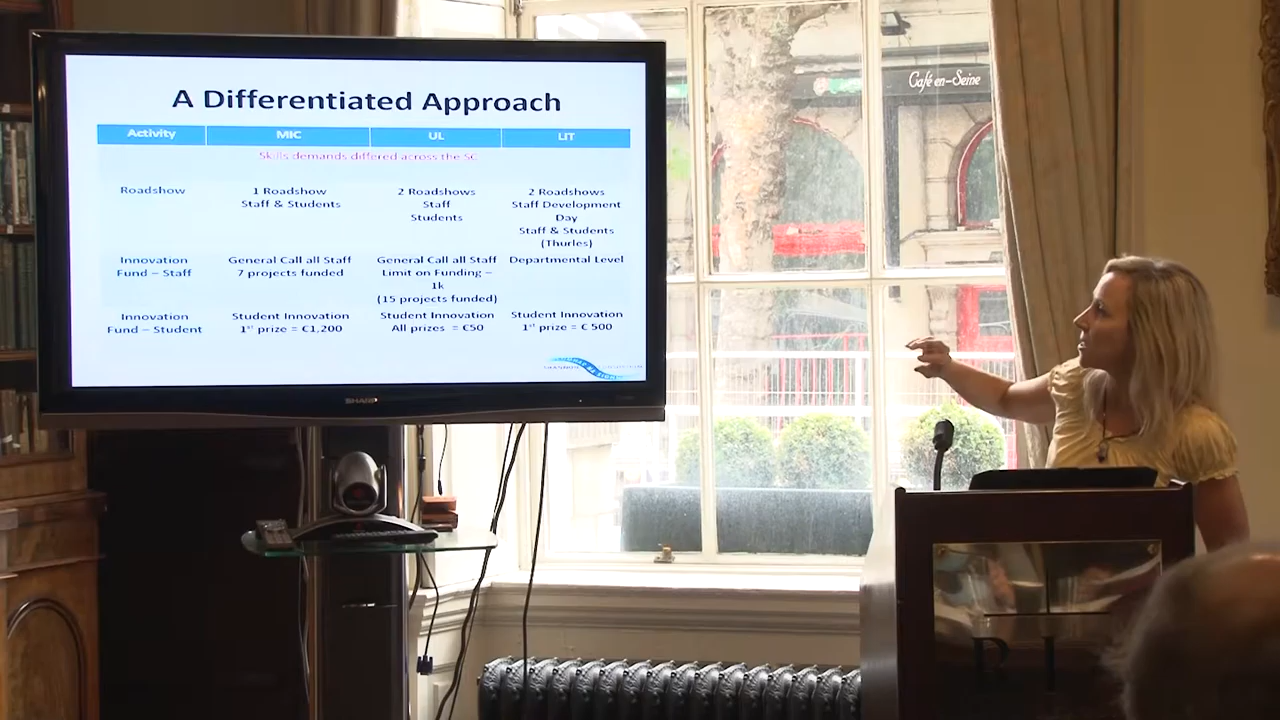 A Differentiated Approach
Activity MIC UL LIT
Skills demands differed across the SC
Roadshow
1 Roadshow
Staff & Students
2 Roadshows
Staff
Students
2 Roadshows
Staff Development
Day
Staff & Students
(Thurles)
Innovation
Fund – Staff
General Call all Staff
7 projects funded
General Call all Staff
Limit on Funding –
1k
(15 projects funded)
Departmental Level
Innovation
Fund – Student
Student Innovation
1st prize = €1,200
Student Innovation
All prizes = €50
Student Innovation
1st prize = € 500
SHANNON
SHARP
Café en-Seine